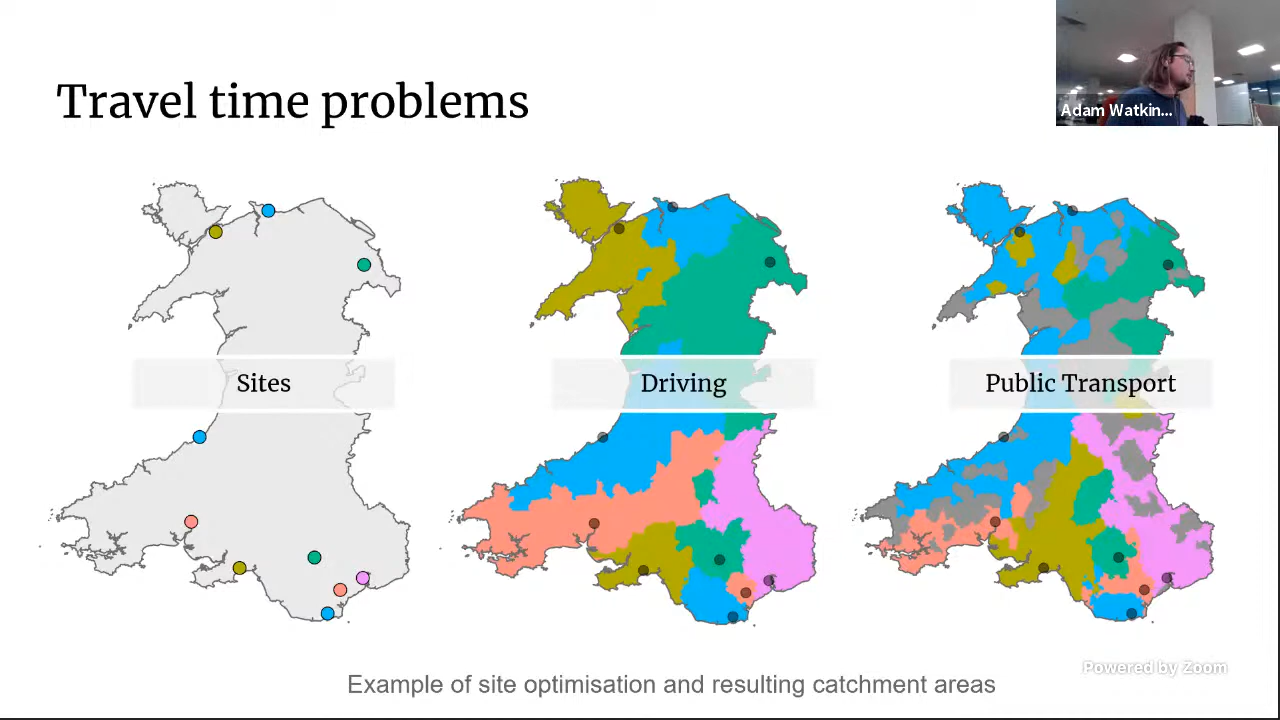 Travel time problems
Adam Watkin...
Sites
Driving
Public Transport
Powered by Zoom
Example of site optimisation and resulting catchment areas